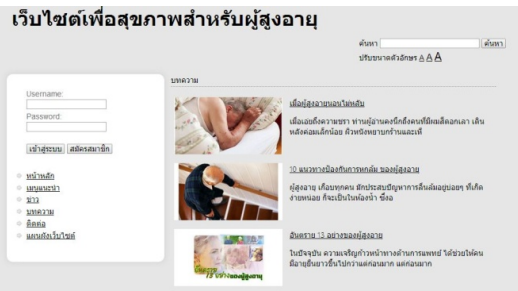 เว็บไซต์เพื่อสุขภาพสำหรับผู้สูงอายุ
ค้นหา ค้นหา
ปรับขนาดตัวอักษร A A A
Username:
Password:
เข้าสู่ระบบ สมัครสมาชิก
หน้าหลัก
เมนูแนะนำ
ข่าว
บทความ
ติดต่อ
แผนผังเว็บไซต์
บทความ
เมื่อผู้สูงอายุนอนไม่หลับ
เมื่อเอ่ยถึงความชรา ท่านผู้อ่านคงนึกถึงคนที่มีผมสีดอกเลา เดิน
หลังค่อมเล็กน้อย ผิวหนังหยาบกร้านและเหี่
10 แนวทางป้องกันการหกล้ม ของผู้สูงอายุ
ผู้สูงอายุ เกือบทุกคน มักประสบปัญหาการลื่นล้มอยู่บ่อยๆ ที่เกิด
ง่ายหน่อย ก็จะเป็นในห้องน้ำ ซึ่งอ
13 อย่างของผู้สูงอายุ
อันตราย 13 อย่างของผู้สูงอายุ
ในปัจจุบัน ความเจริญก้าวหน้าทางด้านการแพทย์ ได้ช่วยให้คน
มีอายุยืนยาวขึ้นไปกว่าแต่ก่อนมาก แต่ก่อนมาก